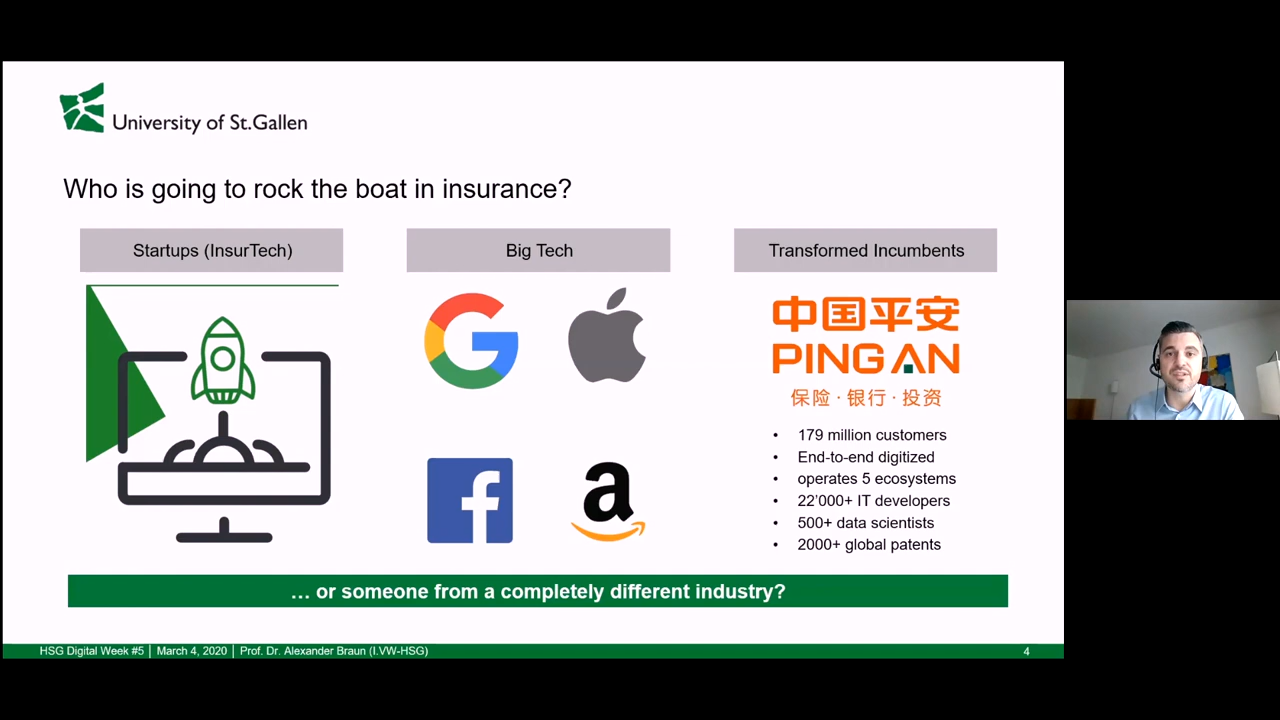 University of St.Gallen
Who is going to rock the boat in insurance?
Startups (InsurTech)
Big Tech
Transformed Incumbents
中国平安
PING AN
保险·银行·投资
• 179 million customers
• End-to-end digitized
• operates 5 ecosystems
• 22’000+ IT developers
• 500+ data scientists
• 2000+ global patents
… or someone from a completely different industry?
HSG Digital Week #5 | March 4, 2020 | Prof. Dr. Alexander Braun (I.VW-HSG)
4